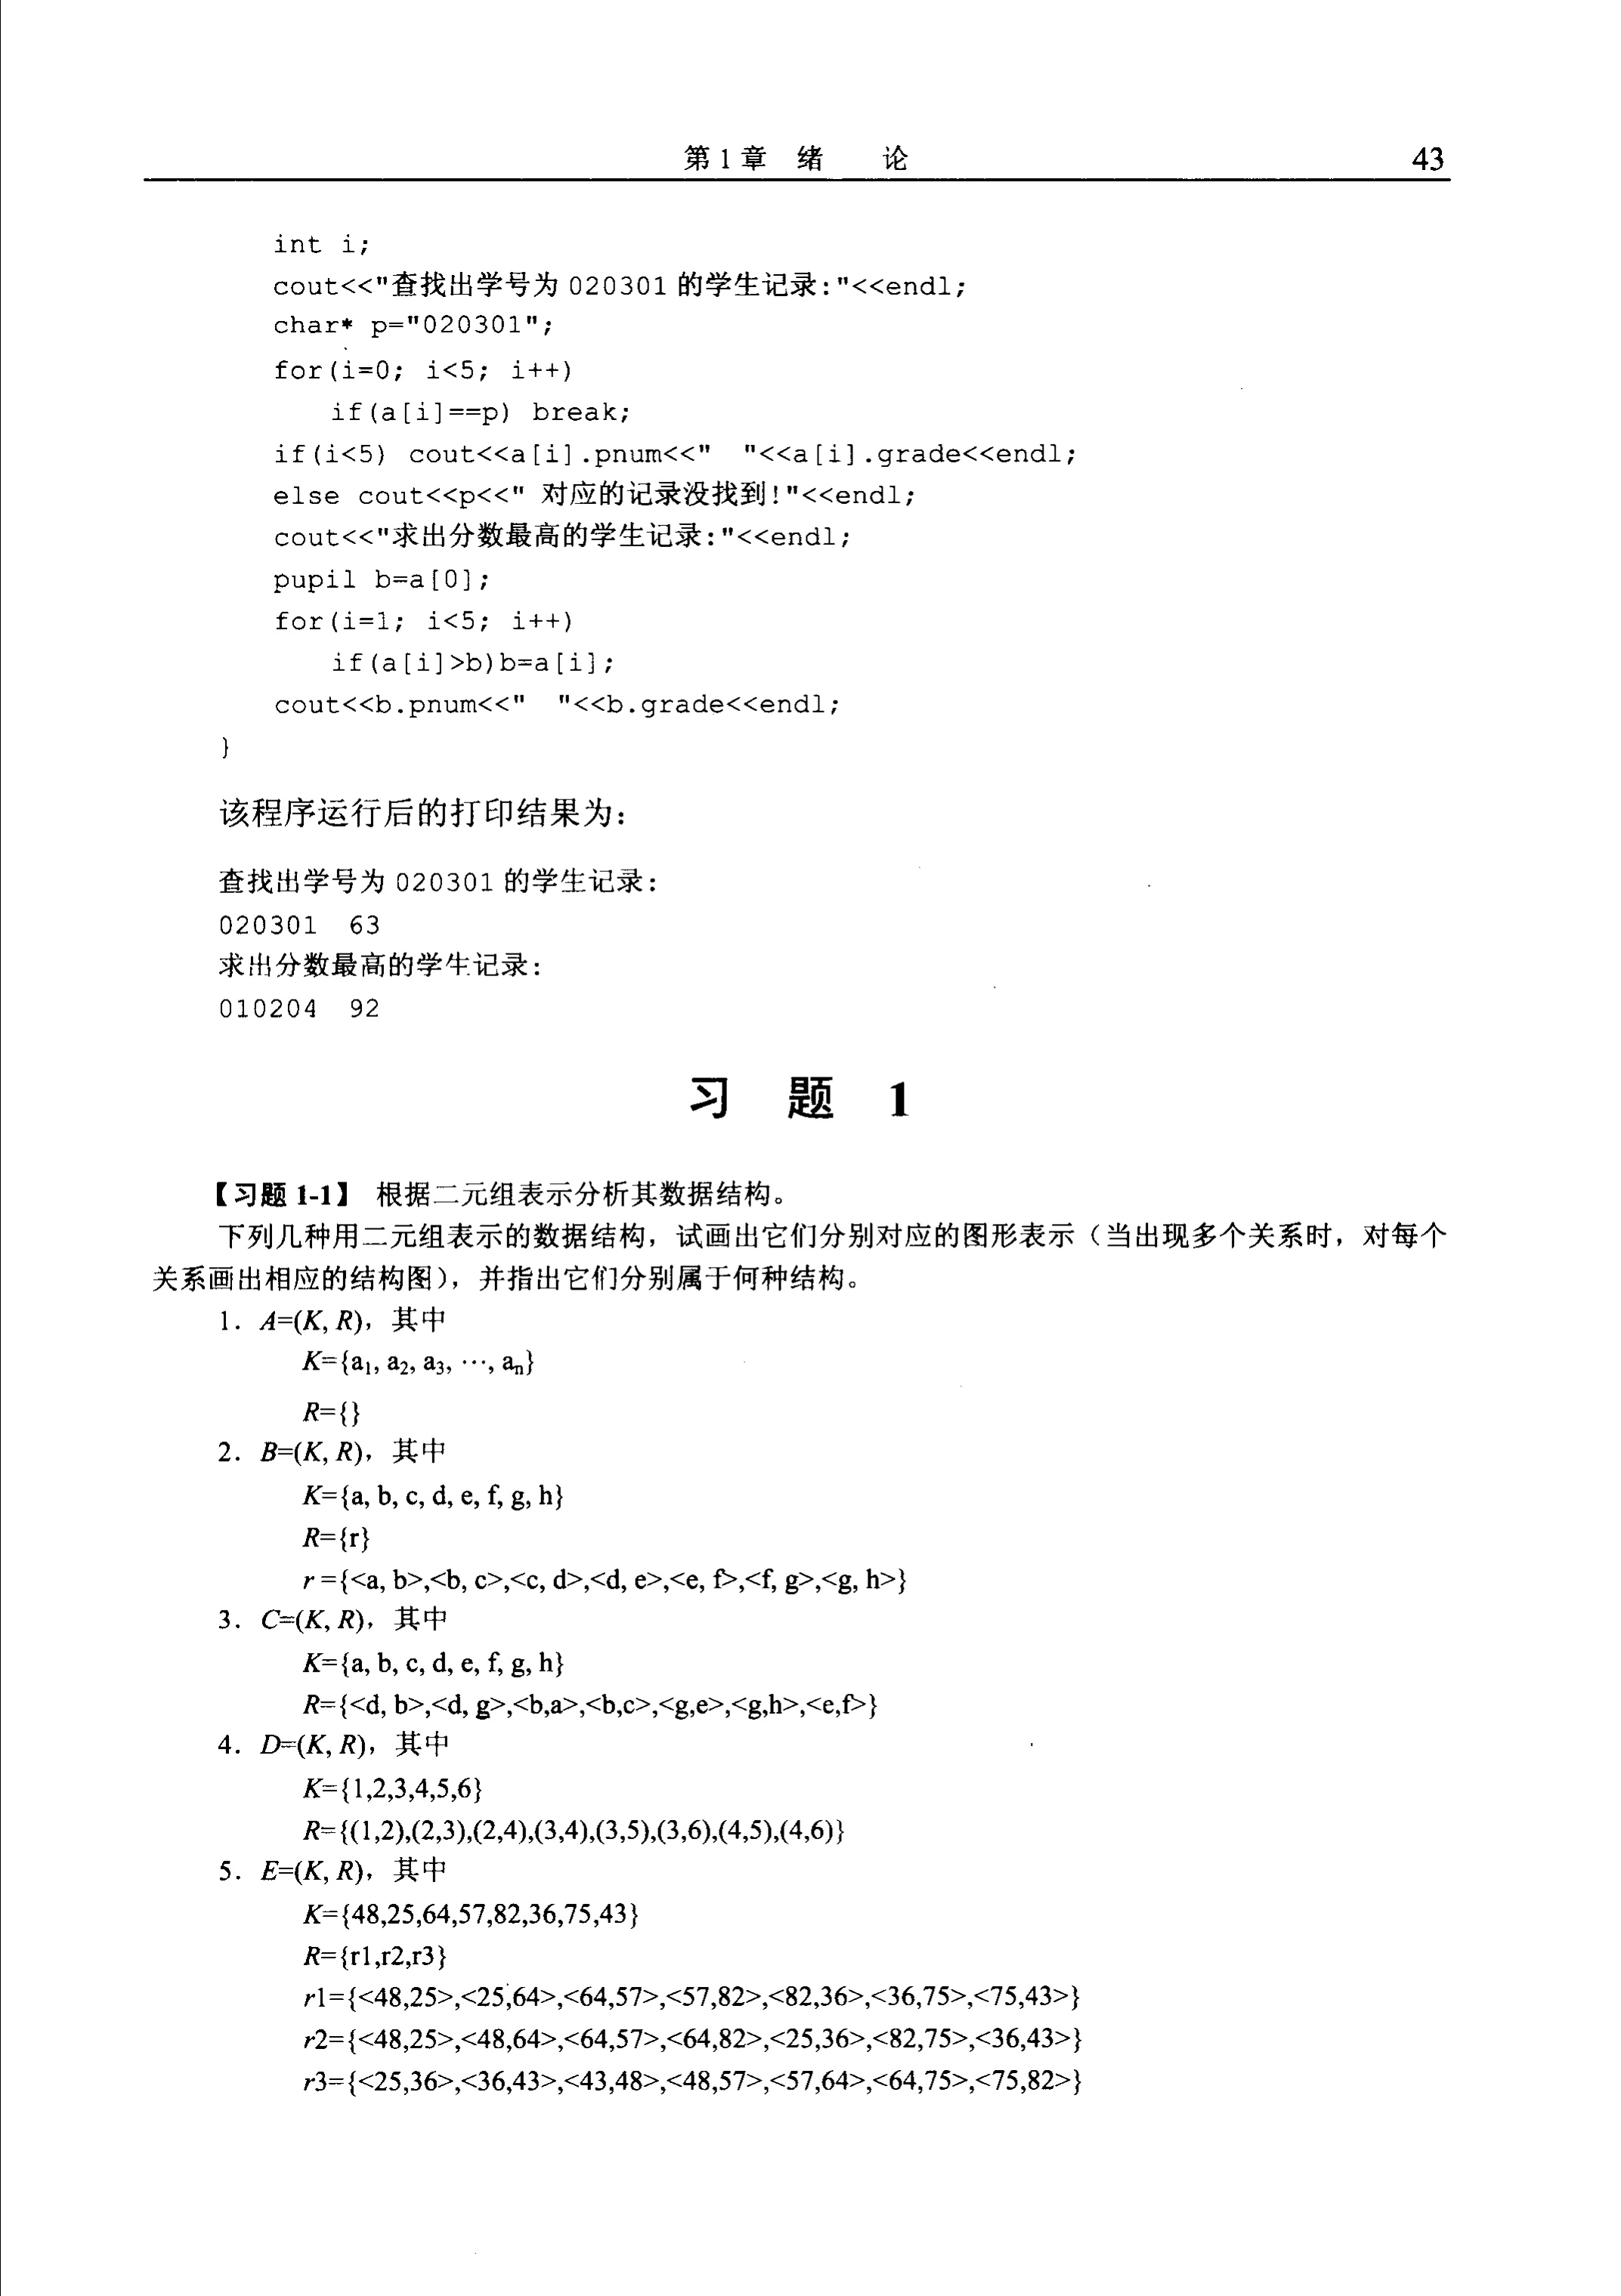 第1章 绪 论 43
int i;
cout<<"查找出学号为 020301 的学生记录:"<<endl;
char* p="020301";
for(i=0; i<5; i++)
if(a[i]==p) break;
if(i<5) cout<<a[i].pnum<<"  "<<a[i].grade<<endl;
else cout<<p<<" 对应的记录没找到!"<<endl;
cout<<"求出分数最高的学生记录:"<<endl;
pupil b=a[0];
for(i=1; i<5; i++)
if(a[i]>b)b=a[i];
cout<<b.pnum<<"  "<<b.grade<<endl;
}
该程序运行后的打印结果为：
查找出学号为 020301 的学生记录:
020301  63
求出分数最高的学生记录:
010204  92
习 题 1
【习题 1-1】 根据二元组表示分析其数据结构。
下列几种用二元组表示的数据结构，试画出它们分别对应的图形表示（当出现多个关系时，对每个
关系画出相应的结构图），并指出它们分别属于何种结构。
1. A=(K, R)，其中
K={a₁, a₂, a₃, …, aₙ}
R={}
2. B=(K, R)，其中
K={a, b, c, d, e, f, g, h}
R={r}
r ={<a, b>,<b, c>,<c, d>,<d, e>,<e, f>,<f, g>,<g, h>}
3. C=(K, R)，其中
K={a, b, c, d, e, f, g, h}
R={<d, b>,<d, g>,<b,a>,<b,c>,<g,e>,<g,h>,<e,f>}
4. D=(K, R)，其中
K={1,2,3,4,5,6}
R={(1,2),(2,3),(2,4),(3,4),(3,5),(3,6),(4,5),(4,6)}
5. E=(K, R)，其中
K={48,25,64,57,82,36,75,43}
R={r1,r2,r3}
r1={<48,25>,<25,64>,<64,57>,<57,82>,<82,36>,<36,75>,<75,43>}
r2={<48,25>,<48,64>,<64,57>,<64,82>,<25,36>,<82,75>,<36,43>}
r3={<25,36>,<36,43>,<43,48>,<48,57>,<57,64>,<64,75>,<75,82>}